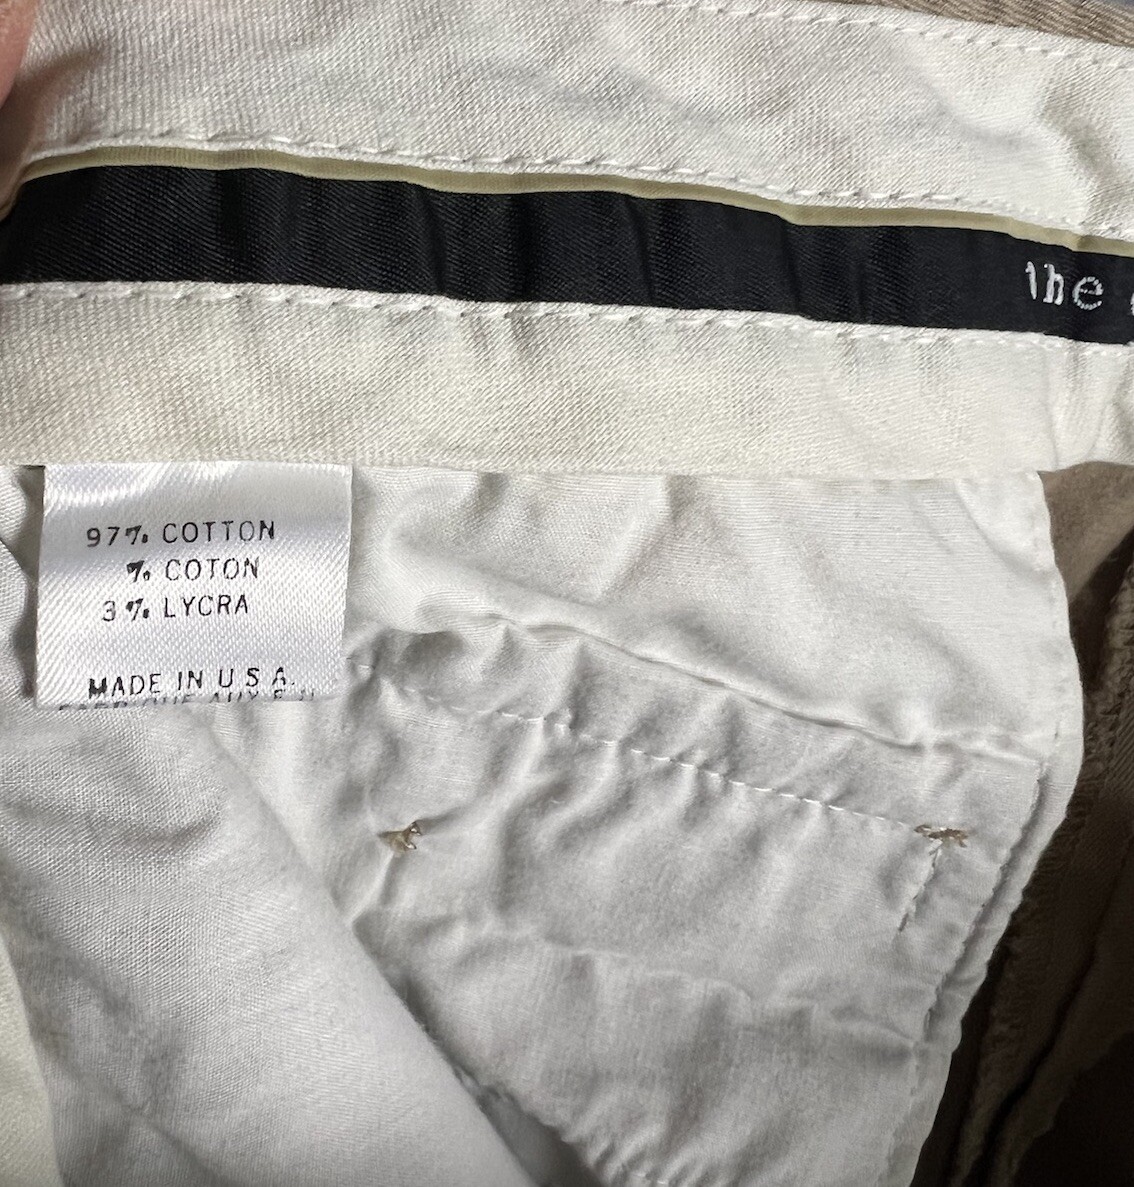 the
97% COTTON
% COTON
3% LYCRA
MADE IN U S A.